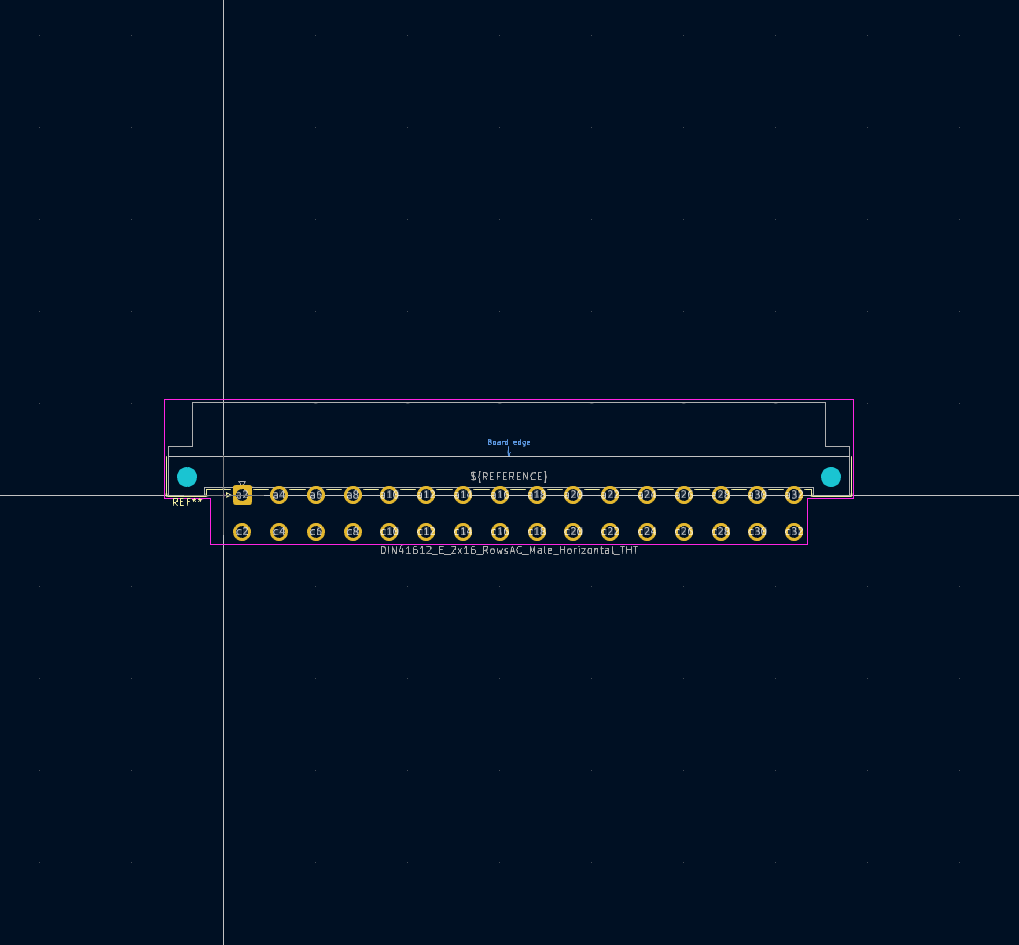 Board edge
${REFERENCE}
a2 a4 a6 a8 a10 a12 a14 a16 a18 a20 a22 a24 a26 a28 a30 a32
REF**
c2 c4 c6 c8 c10 c12 c14 c16 c18 c20 c22 c24 c26 c28 c30 c32
DIN41612_E_2x16_RowsAC_Male_Horizontal_THT